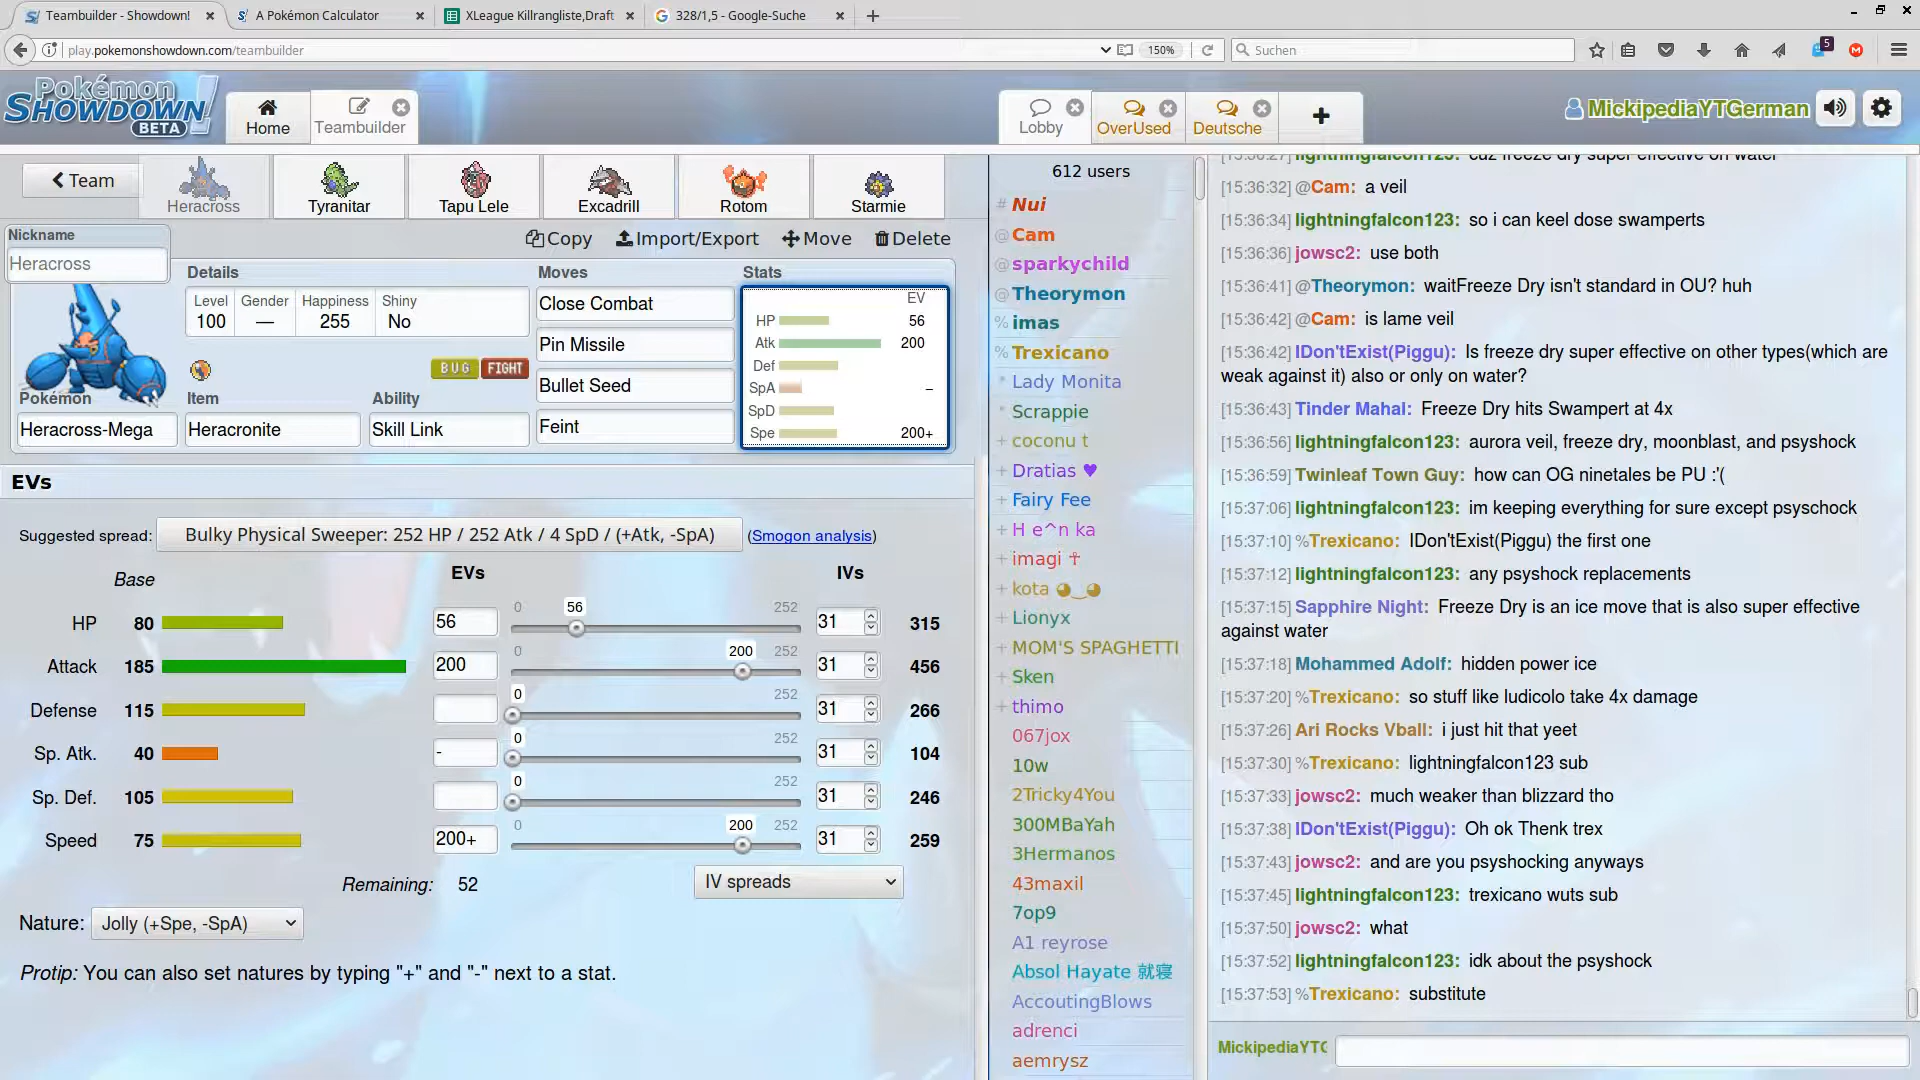 Teambuilder - Showdown!
A Pokémon Calculator
XLeague Killrangliste,Draft
328/1,5 - Google-Suche
play.pokemonshowdown.com/teambuilder
150%
Suchen
5
Pokémon
SHOWDOWN!
BETA
Home
Teambuilder
Lobby
OverUsed
Deutsche
MickipediaYTGerman
Team
Heracross
Tyranitar
Tapu Lele
Excadrill
Rotom
Starmie
Nickname
Heracross
Copy
Import/Export
Move
Delete
Details
Level
100
Gender
—
Happiness
255
Shiny
No
BUG FIGHT
Pokémon
Heracross-Mega
Item
Heracronite
Ability
Skill Link
Moves
Close Combat
Pin Missile
Bullet Seed
Feint
Stats
EV
HP 56
Atk 200
Def
SpA –
SpD
Spe 200+
EVs
Suggested spread: Bulky Physical Sweeper: 252 HP / 252 Atk / 4 SpD / (+Atk, -SpA) (Smogon analysis)
Base EVs IVs
HP 80 56 0 56 252 31 315
Attack 185 200 0 200 252 31 456
Defense 115 0 252 31 266
Sp. Atk. 40 - 0 252 31 104
Sp. Def. 105 0 252 31 246
Speed 75 200+ 0 200 252 31 259
Remaining: 52
IV spreads
Nature: Jolly (+Spe, -SpA)
Protip: You can also set natures by typing "+" and "-" next to a stat.
612 users
# Nui
@ Cam
@ sparkychild
@ Theorymon
% imas
% Trexicano
* Lady Monita
* Scrappie
+ coconu t
+ Dratias ♥
+ Fairy Fee
+ H e^n ka
+ imagi ☥
+ kota ◕‿◕
+ Lionyx
+ MOM'S SPAGHETTI
+ Sken
+ thimo
067jox
10w
2Tricky4You
300MBaYah
3Hermanos
43maxil
7op9
A1 reyrose
Absol Hayate 就寝
AccoutingBlows
adrenci
aemrysz
[15:36:27] lightningfalcon123: cuz freeze dry super effective on water
[15:36:32] @Cam: a veil
[15:36:34] lightningfalcon123: so i can keel dose swamperts
[15:36:36] jowsc2: use both
[15:36:41] @Theorymon: waitFreeze Dry isn't standard in OU? huh
[15:36:42] @Cam: is lame veil
[15:36:42] IDon'tExist(Piggu): Is freeze dry super effective on other types(which are
weak against it) also or only on water?
[15:36:43] Tinder Mahal: Freeze Dry hits Swampert at 4x
[15:36:56] lightningfalcon123: aurora veil, freeze dry, moonblast, and psyshock
[15:36:59] Twinleaf Town Guy: how can OG ninetales be PU :'(
[15:37:06] lightningfalcon123: im keeping everything for sure except psyschock
[15:37:10] %Trexicano: IDon'tExist(Piggu) the first one
[15:37:12] lightningfalcon123: any psyshock replacements
[15:37:15] Sapphire Night: Freeze Dry is an ice move that is also super effective
against water
[15:37:18] Mohammed Adolf: hidden power ice
[15:37:20] %Trexicano: so stuff like ludicolo take 4x damage
[15:37:26] Ari Rocks Vball: i just hit that yeet
[15:37:30] %Trexicano: lightningfalcon123 sub
[15:37:33] jowsc2: much weaker than blizzard tho
[15:37:38] IDon'tExist(Piggu): Oh ok Thenk trex
[15:37:43] jowsc2: and are you psyshocking anyways
[15:37:45] lightningfalcon123: trexicano wuts sub
[15:37:50] jowsc2: what
[15:37:52] lightningfalcon123: idk about the psyshock
[15:37:53] %Trexicano: substitute
MickipediaYTG